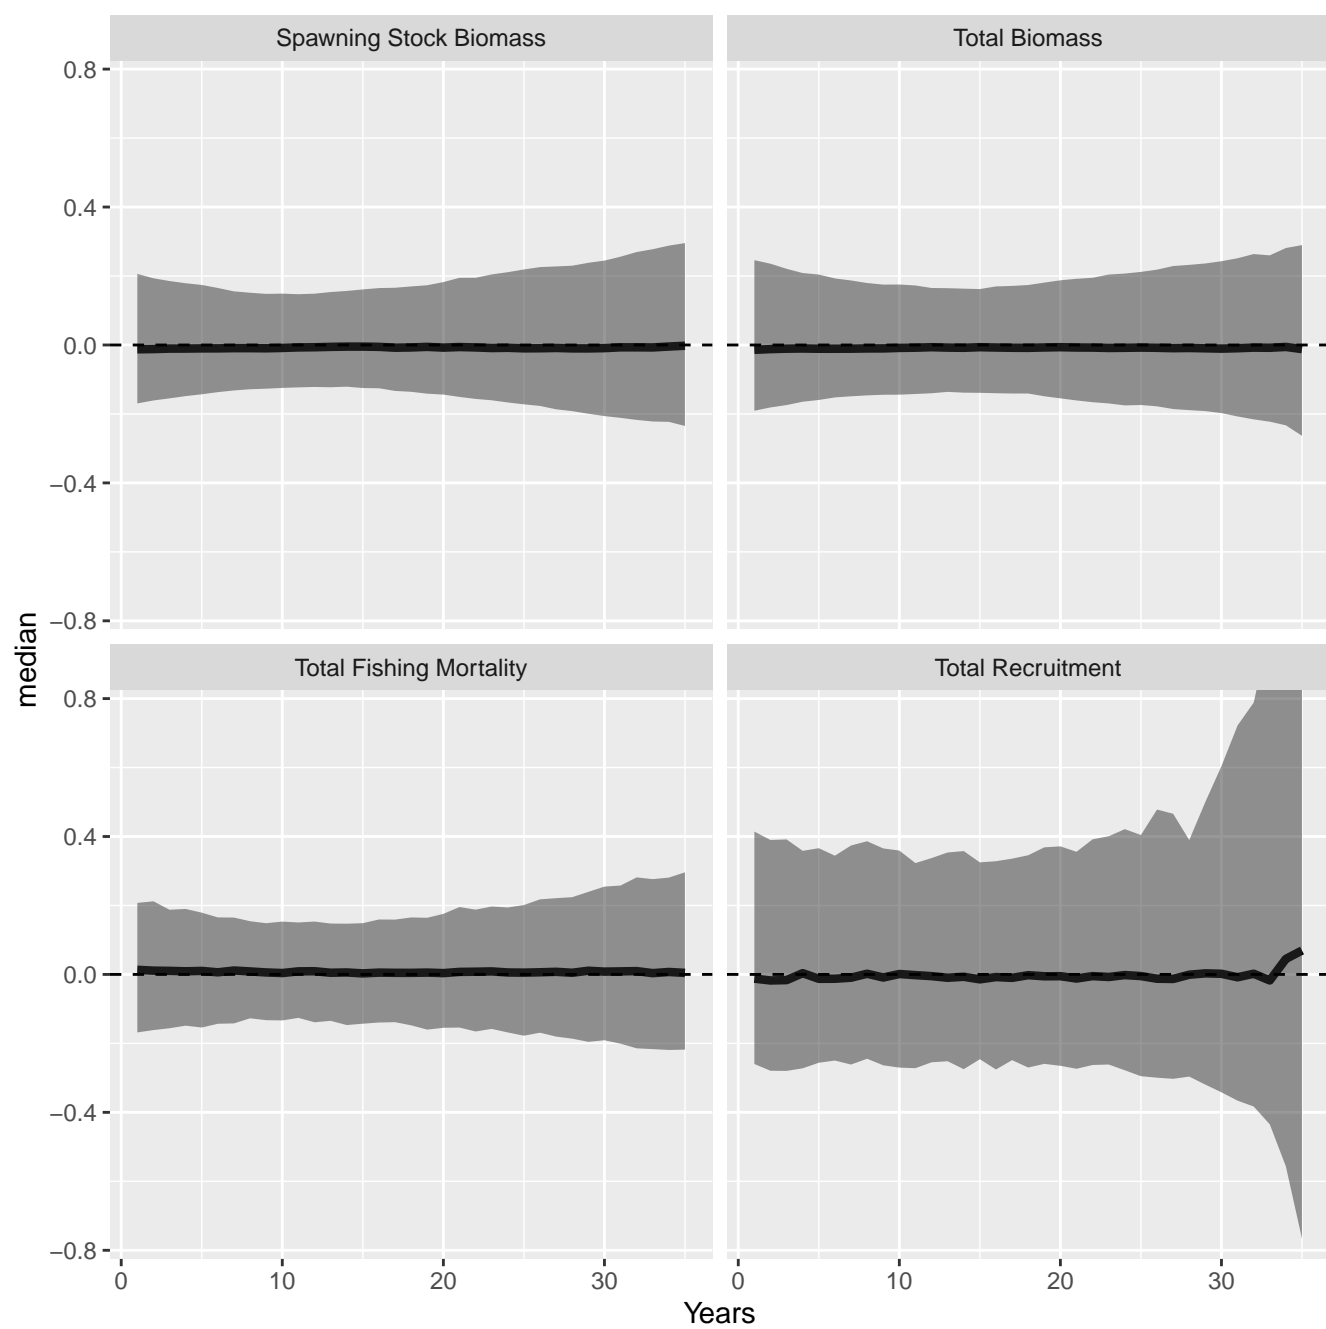 Spawning Stock Biomass
Total Biomass
0.8
0.4
0.0
−0.4
−0.8
median
Total Fishing Mortality
Total Recruitment
0.8
0.4
0.0
−0.4
−0.8
0 10 20 30
0 10 20 30
Years